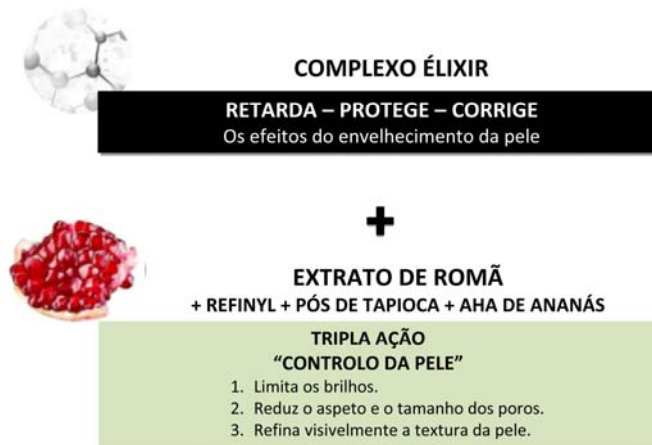 COMPLEXO ÉLIXIR
RETARDA – PROTEGE – CORRIGE
Os efeitos do envelhecimento da pele
+
EXTRATO DE ROMÃ
+ REFINYL + PÓS DE TAPIOCA + AHA DE ANANÁS
TRIPLA AÇÃO
“CONTROLO DA PELE”
1. Limita os brilhos.
2. Reduz o aspeto e o tamanho dos poros.
3. Refina visivelmente a textura da pele.